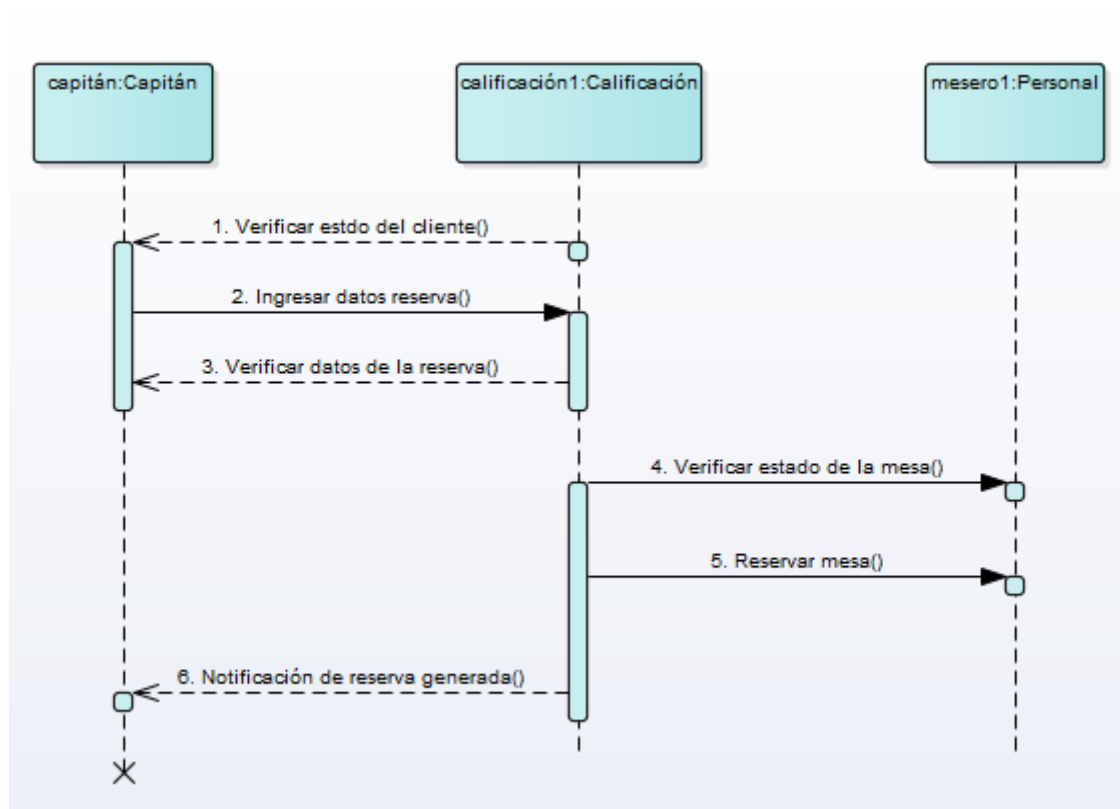 capitán:Capitán
calificación1:Calificación
mesero1:Personal
1. Verificar estdo del cliente()
2. Ingresar datos reserva()
3. Verificar datos de la reserva()
4. Verificar estado de la mesa()
5. Reservar mesa()
6. Notificación de reserva generada()